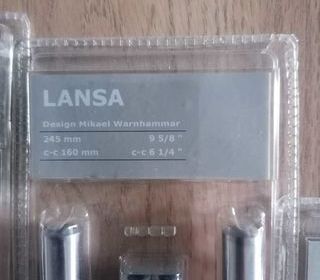 LANSA
Design Mikael Warnhammar
245 mm 9 5/8 "
c-c 160 mm c-c 6 1/4 "